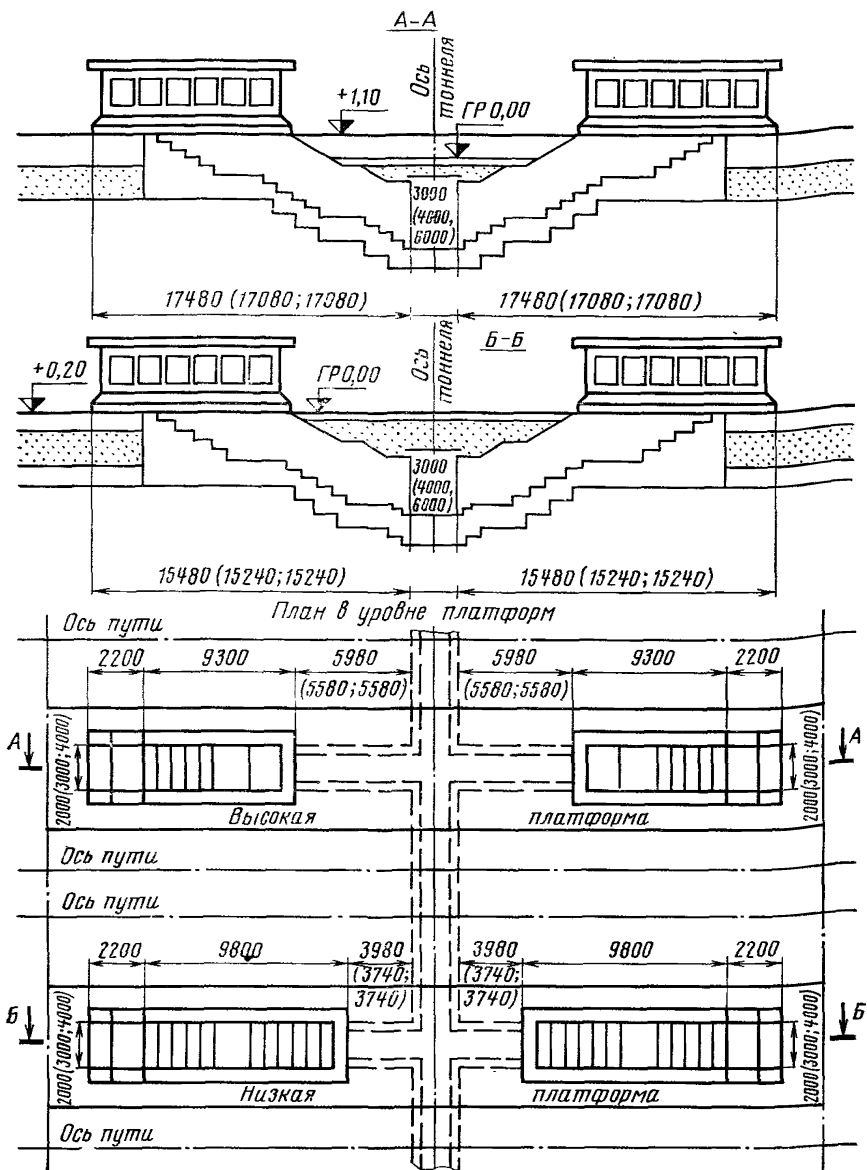 А-А
Ось тоннеля
+1,10
ГР 0,00
3000
(4000,
6000)
17480 (17080; 17080)
17480 (17080; 17080)
Б-Б
Ось тоннеля
+0,20
ГР 0,00
3000
(4000,
6000)
15480 (15240; 15240)
15480 (15240; 15240)
План в уровне платформ
Ось пути
2200
9300
5980
(5580; 5580)
5980
(5580; 5580)
9300
2200
А
2000 (3000; 4000)
2000 (3000; 4000)
А
Высокая платформа
Ось пути
Ось пути
2200
9800
3980
(3740;
3740)
3980
(3740;
3740)
9800
2200
Б
2000 (3000; 4000)
2000 (3000; 4000)
Б
Низкая платформа
Ось пути